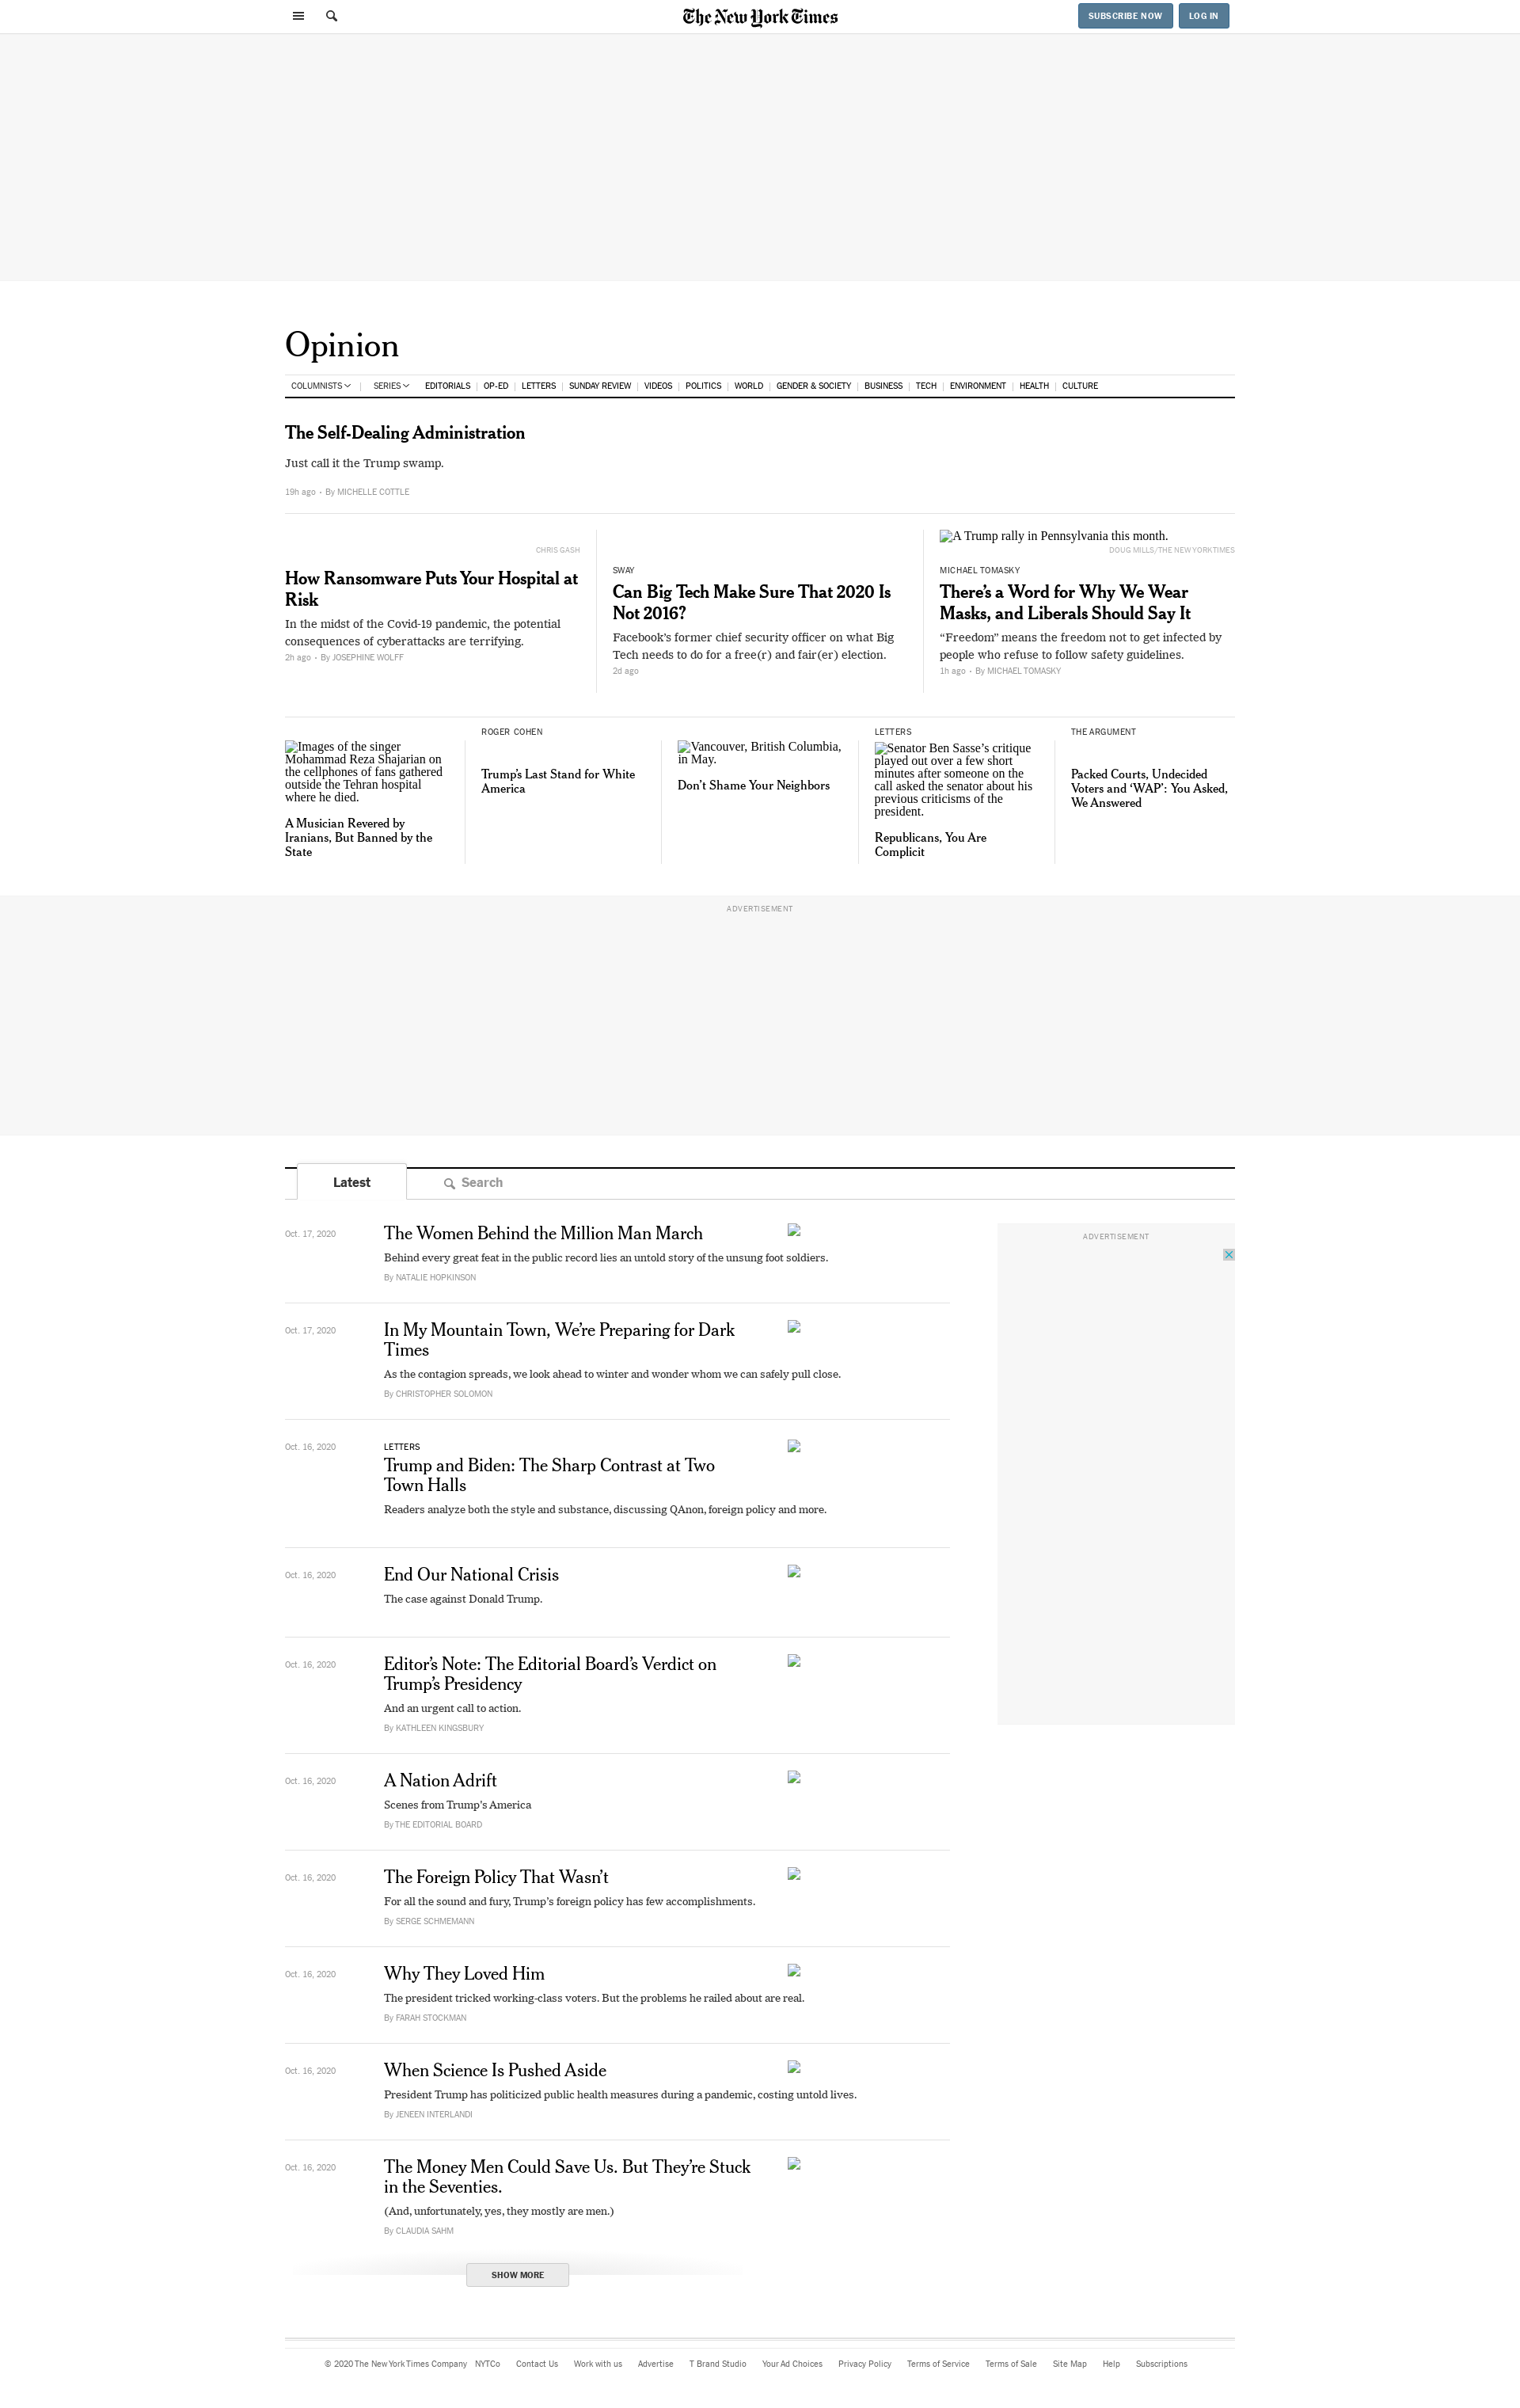 The New York Times
SUBSCRIBE NOW
LOG IN
Opinion
COLUMNISTS
SERIES
EDITORIALS
OP-ED
LETTERS
SUNDAY REVIEW
VIDEOS
POLITICS
WORLD
GENDER & SOCIETY
BUSINESS
TECH
ENVIRONMENT
HEALTH
CULTURE
The Self-Dealing Administration
Just call it the Trump swamp.
19h ago • By MICHELLE COTTLE
CHRIS GASH
How Ransomware Puts Your Hospital at
Risk
In the midst of the Covid-19 pandemic, the potential
consequences of cyberattacks are terrifying.
2h ago • By JOSEPHINE WOLFF
SWAY
Can Big Tech Make Sure That 2020 Is
Not 2016?
Facebook’s former chief security officer on what Big
Tech needs to do for a free(r) and fair(er) election.
2d ago
A Trump rally in Pennsylvania this month.
DOUG MILLS/THE NEW YORK TIMES
MICHAEL TOMASKY
There’s a Word for Why We Wear
Masks, and Liberals Should Say It
“Freedom” means the freedom not to get infected by
people who refuse to follow safety guidelines.
1h ago • By MICHAEL TOMASKY
Images of the singer
Mohammad Reza Shajarian on
the cellphones of fans gathered
outside the Tehran hospital
where he died.
A Musician Revered by
Iranians, But Banned by the
State
ROGER COHEN
Trump’s Last Stand for White
America
Vancouver, British Columbia,
in May.
Don’t Shame Your Neighbors
LETTERS
Senator Ben Sasse’s critique
played out over a few short
minutes after someone on the
call asked the senator about his
previous criticisms of the
president.
Republicans, You Are
Complicit
THE ARGUMENT
Packed Courts, Undecided
Voters and ‘WAP’: You Asked,
We Answered
ADVERTISEMENT
Latest
Search
Oct. 17, 2020
The Women Behind the Million Man March
Behind every great feat in the public record lies an untold story of the unsung foot soldiers.
By NATALIE HOPKINSON
ADVERTISEMENT
Oct. 17, 2020
In My Mountain Town, We’re Preparing for Dark
Times
As the contagion spreads, we look ahead to winter and wonder whom we can safely pull close.
By CHRISTOPHER SOLOMON
Oct. 16, 2020
LETTERS
Trump and Biden: The Sharp Contrast at Two
Town Halls
Readers analyze both the style and substance, discussing QAnon, foreign policy and more.
Oct. 16, 2020
End Our National Crisis
The case against Donald Trump.
Oct. 16, 2020
Editor’s Note: The Editorial Board’s Verdict on
Trump’s Presidency
And an urgent call to action.
By KATHLEEN KINGSBURY
Oct. 16, 2020
A Nation Adrift
Scenes from Trump’s America
By THE EDITORIAL BOARD
Oct. 16, 2020
The Foreign Policy That Wasn’t
For all the sound and fury, Trump’s foreign policy has few accomplishments.
By SERGE SCHMEMANN
Oct. 16, 2020
Why They Loved Him
The president tricked working-class voters. But the problems he railed about are real.
By FARAH STOCKMAN
Oct. 16, 2020
When Science Is Pushed Aside
President Trump has politicized public health measures during a pandemic, costing untold lives.
By JENEEN INTERLANDI
Oct. 16, 2020
The Money Men Could Save Us. But They’re Stuck
in the Seventies.
(And, unfortunately, yes, they mostly are men.)
By CLAUDIA SAHM
SHOW MORE
© 2020 The New York Times Company
NYTCo
Contact Us
Work with us
Advertise
T Brand Studio
Your Ad Choices
Privacy Policy
Terms of Service
Terms of Sale
Site Map
Help
Subscriptions